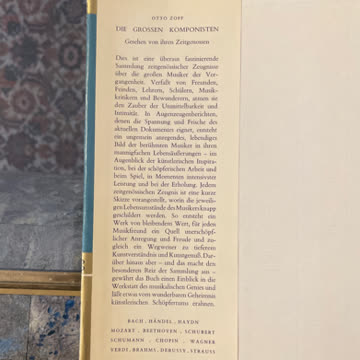 OTTO ZOFF
DIE GROSSEN KOMPONISTEN
Gesehen von ihren Zeitgenossen
Dies ist eine überaus faszinierende
Sammlung zeitgenössischer Zeugnisse
über die großen Musiker der Ver-
gangenheit. Verfaßt von Freunden,
Feinden, Lehrern, Schülern, Musik-
kritikern und Bewunderern, atmen sie
den Zauber der Unmittelbarkeit und
Intimität. In Augenzeugenberichten,
denen die Spannung und Frische des
aktuellen Dokumentes eignet, ersteht
ein ungemein anregendes, lebendiges
Bild der berühmten Musiker in ihren
mannigfachen Lebensäußerungen – im
Augenblick der künstlerischen Inspira-
tion, bei der schöpferischen Arbeit und
beim Spiel, in Momenten intensivster
Leistung und bei der Erholung. Jedem
zeitgenössischen Zeugnis ist eine kurze
Skizze vorangestellt, worin die jeweili-
gen Lebensumstände des Musikers knapp
geschildert werden. So entsteht ein
Werk von bleibendem Wert, für jeden
Musikfreund ein Quell unerschöpf-
licher Anregung und Freude und zu-
gleich ein Wegweiser zu tieferem
Kunstverständnis und Kunstgenuß. Dar-
über hinaus aber – und das macht den
besonderen Reiz der Sammlung aus –
gewährt das Buch einen Einblick in die
Werkstatt des musikalischen Genies und
läßt etwas vom wunderbaren Geheimnis
künstlerischen Schaffens ahnen.
BACH · HÄNDEL · HAYDN
MOZART · BEETHOVEN · SCHUBERT
SCHUMANN · CHOPIN · WAGNER
VERDI · BRAHMS · DEBUSSY · STRAUSS